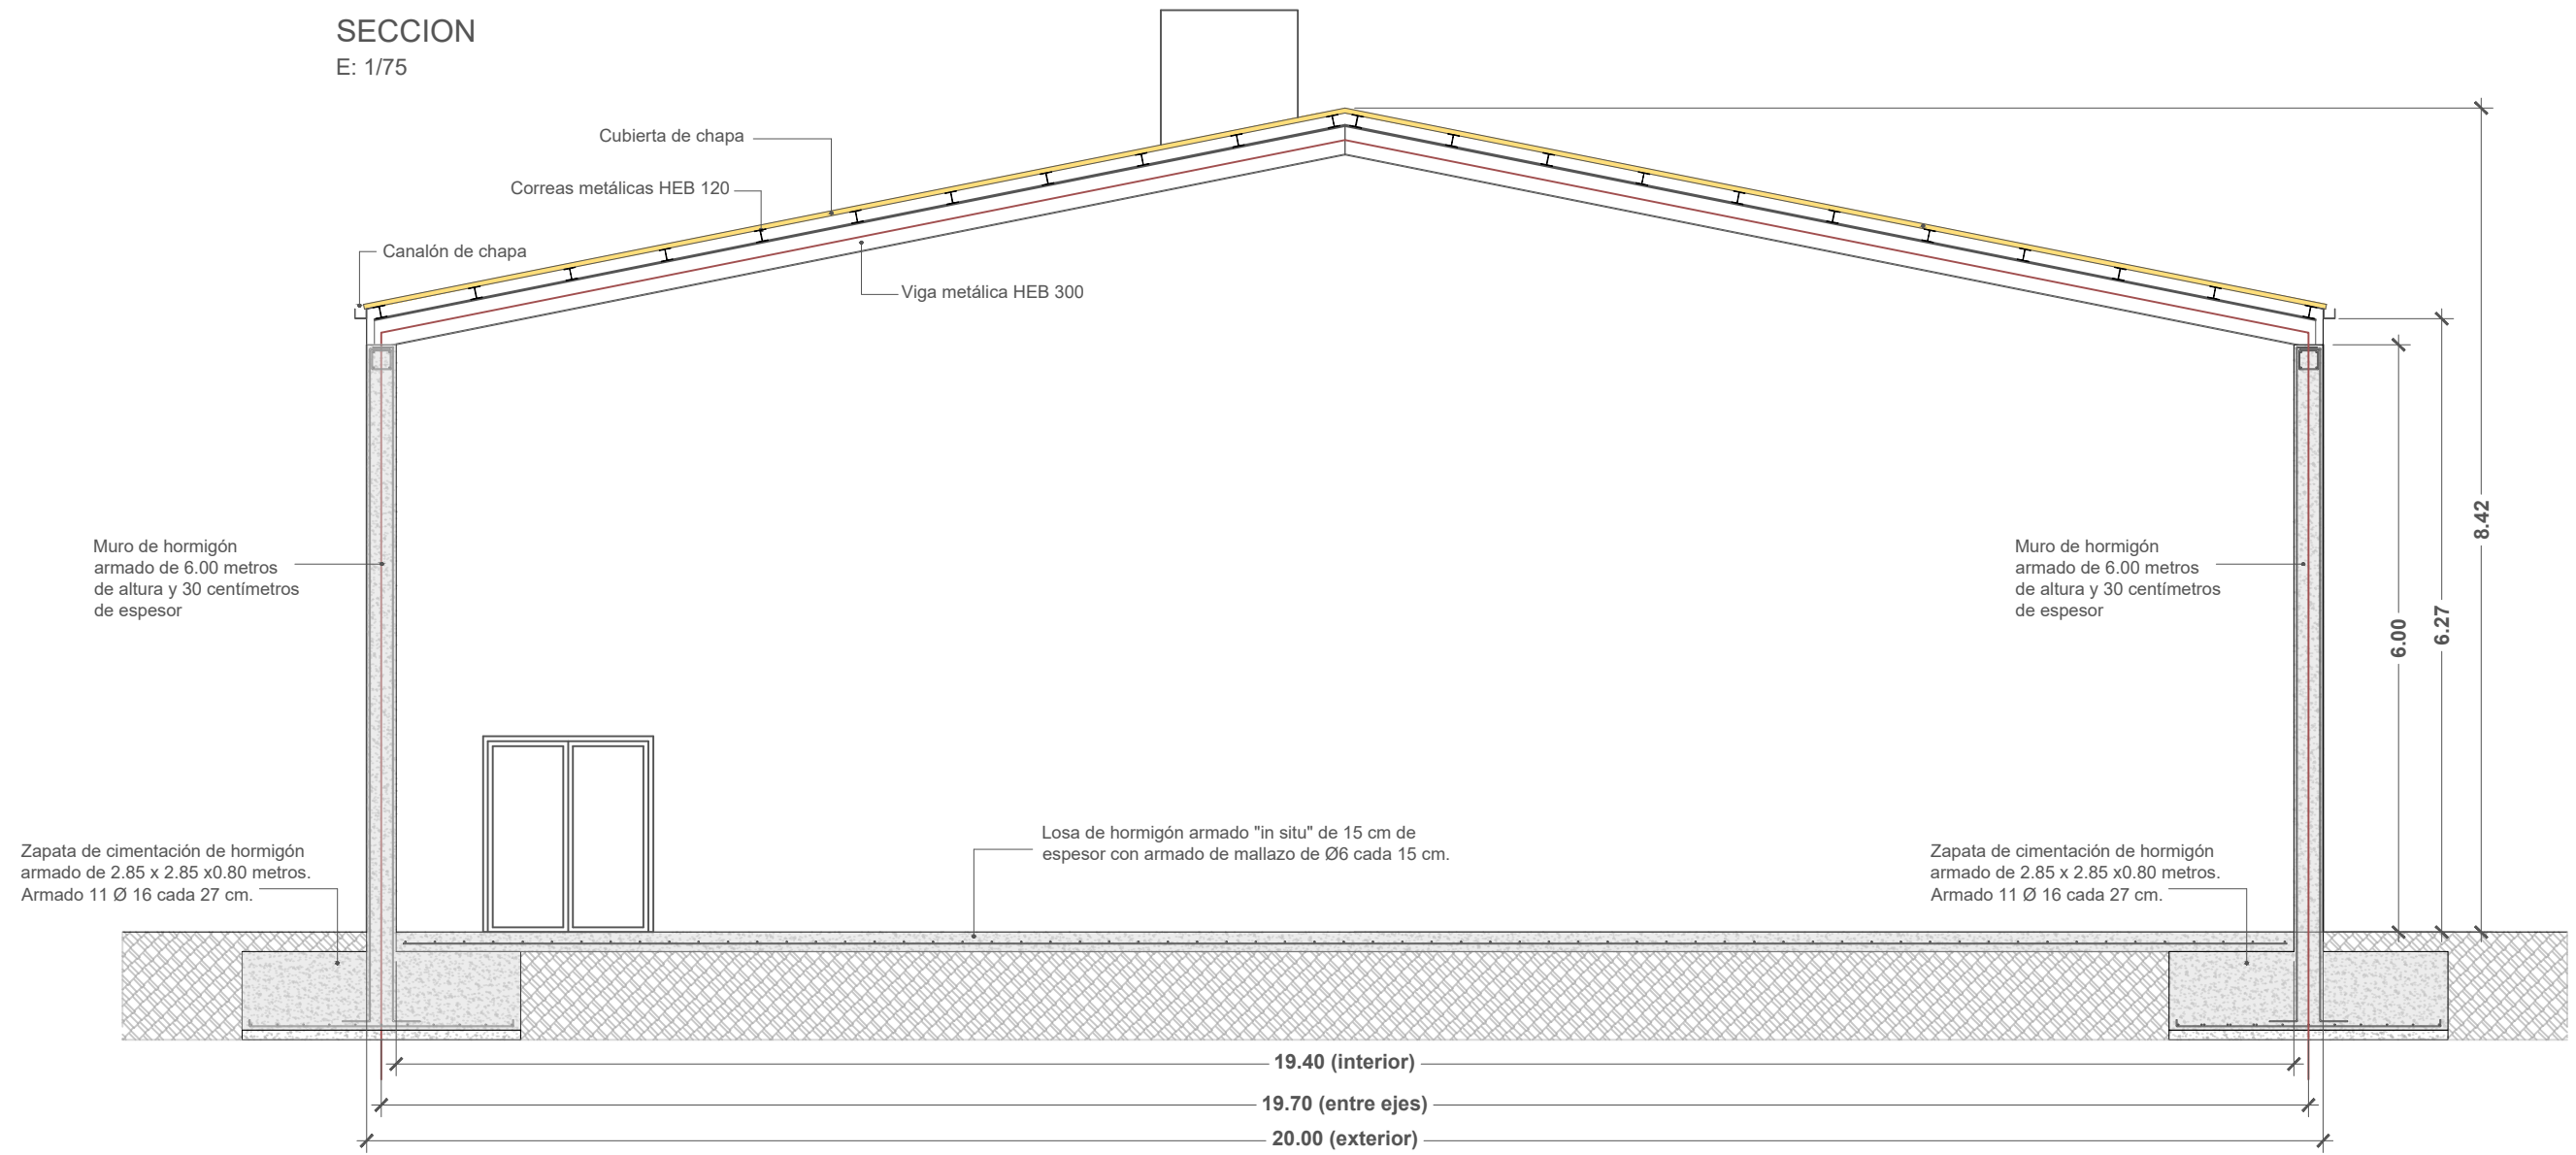 SECCION
E: 1/75
Cubierta de chapa
Correas metálicas HEB 120
Canalón de chapa
Viga metálica HEB 300
Muro de hormigón
armado de 6.00 metros
de altura y 30 centímetros
de espesor
Muro de hormigón
armado de 6.00 metros
de altura y 30 centímetros
de espesor
8.42
6.27
6.00
Losa de hormigón armado "in situ" de 15 cm de
espesor con armado de mallazo de Ø6 cada 15 cm.
Zapata de cimentación de hormigón
armado de 2.85 x 2.85 x0.80 metros.
Armado 11 Ø 16 cada 27 cm.
Zapata de cimentación de hormigón
armado de 2.85 x 2.85 x0.80 metros.
Armado 11 Ø 16 cada 27 cm.
19.40 (interior)
19.70 (entre ejes)
20.00 (exterior)